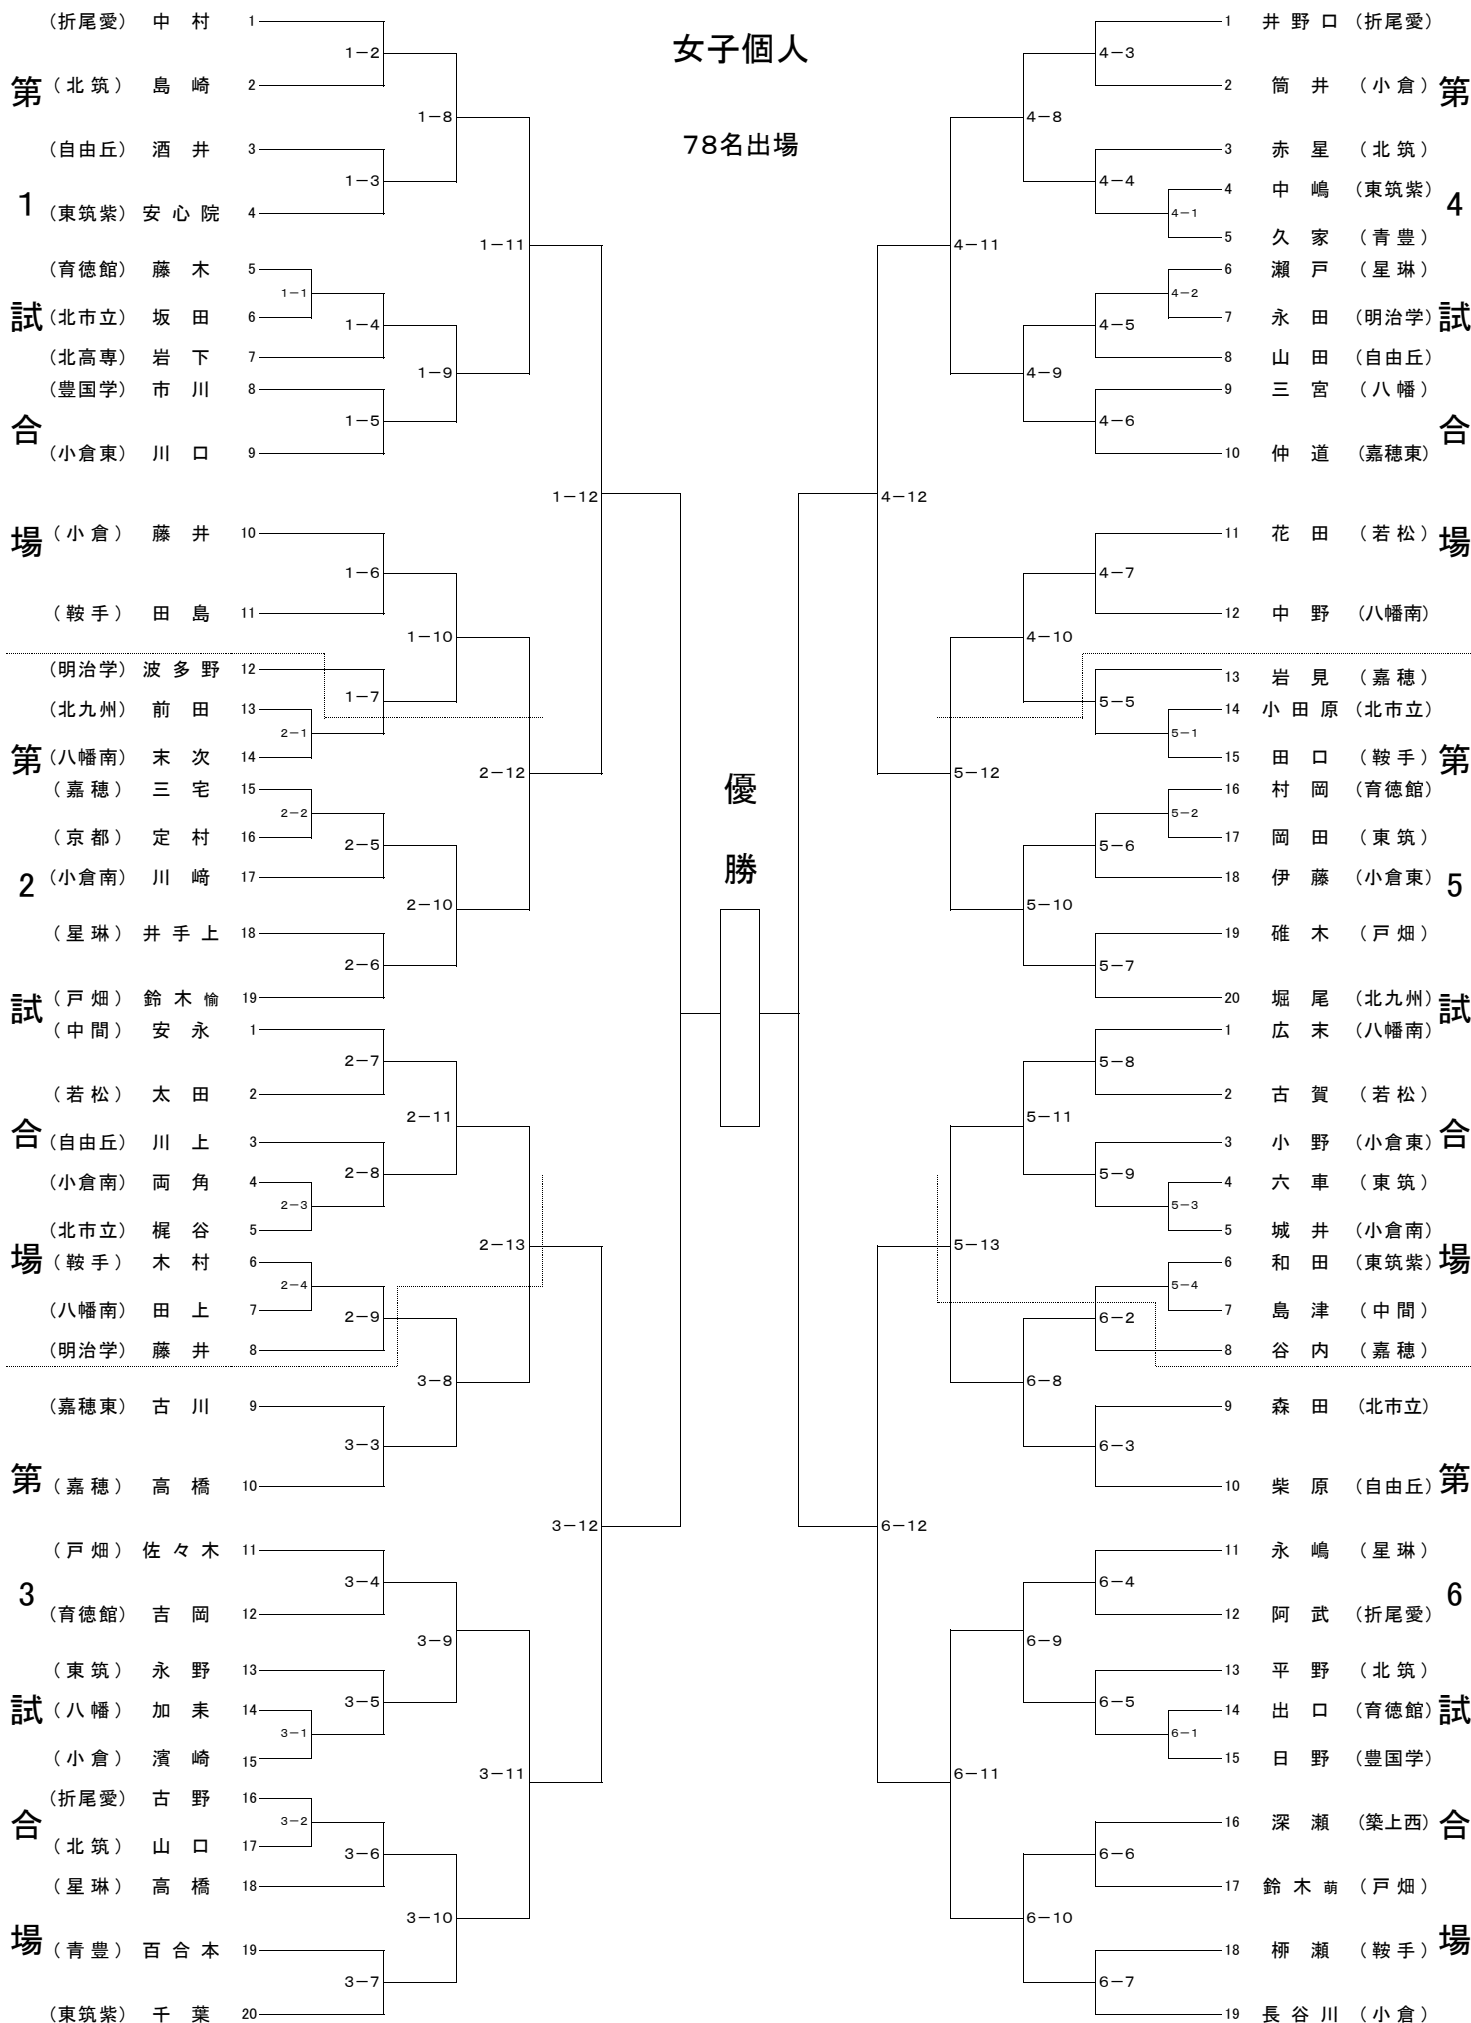 女子個人
78名出場
優勝
第1試合場
(折尾愛) 中村 1
1－2
(北筑) 島崎 2
1－8
(自由丘) 酒井 3
1－3
(東筑紫) 安心院 4
1－11
(育徳館) 藤木 5
1－1
(北市立) 坂田 6
1－4
(北高専) 岩下 7
1－9
(豊国学) 市川 8
1－5
(小倉東) 川口 9
1－12
(小倉) 藤井 10
1－6
(鞍手) 田島 11
1－10
第2試合場
(明治学) 波多野 12
1－7
(北九州) 前田 13
2－1
(八幡南) 末次 14
2－12
(嘉穂) 三宅 15
2－2
(京都) 定村 16
2－5
(小倉南) 川﨑 17
2－10
(星琳) 井手上 18
2－6
(戸畑) 鈴木愉 19
(中間) 安永 1
2－7
(若松) 太田 2
2－11
(自由丘) 川上 3
2－8
(小倉南) 両角 4
2－3
(北市立) 梶谷 5
2－13
(鞍手) 木村 6
2－4
(八幡南) 田上 7
2－9
(明治学) 藤井 8
3－8
第3試合場
(嘉穂東) 古川 9
3－3
(嘉穂) 高橋 10
3－12
(戸畑) 佐々木 11
3－4
(育徳館) 吉岡 12
3－9
(東筑) 永野 13
3－5
(八幡) 加耒 14
3－1
(小倉) 濱崎 15
3－11
(折尾愛) 古野 16
3－2
(北筑) 山口 17
3－6
(星琳) 高橋 18
3－10
(青豊) 百合本 19
3－7
(東筑紫) 千葉 20
第4試合場
1 井野口 (折尾愛)
4－3
2 筒井 (小倉)
4－8
3 赤星 (北筑)
4－4
4 中嶋 (東筑紫)
4－1
5 久家 (青豊)
4－11
6 瀬戸 (星琳)
4－2
7 永田 (明治学)
4－5
8 山田 (自由丘)
4－9
9 三宮 (八幡)
4－6
10 仲道 (嘉穂東)
4－12
11 花田 (若松)
4－7
12 中野 (八幡南)
4－10
第5試合場
13 岩見 (嘉穂)
5－5
14 小田原 (北市立)
5－1
15 田口 (鞍手)
5－12
16 村岡 (育徳館)
5－2
17 岡田 (東筑)
5－6
18 伊藤 (小倉東)
5－10
19 碓木 (戸畑)
5－7
20 堀尾 (北九州)
1 広末 (八幡南)
5－8
2 古賀 (若松)
5－11
3 小野 (小倉東)
5－9
4 六車 (東筑)
5－3
5 城井 (小倉南)
5－13
6 和田 (東筑紫)
5－4
7 島津 (中間)
6－2
8 谷内 (嘉穂)
6－8
第6試合場
9 森田 (北市立)
6－3
10 柴原 (自由丘)
6－12
11 永嶋 (星琳)
6－4
12 阿武 (折尾愛)
6－9
13 平野 (北筑)
6－5
14 出口 (育徳館)
6－1
15 日野 (豊国学)
6－11
16 深瀬 (築上西)
6－6
17 鈴木萌 (戸畑)
6－10
18 栁瀬 (鞍手)
6－7
19 長谷川 (小倉)